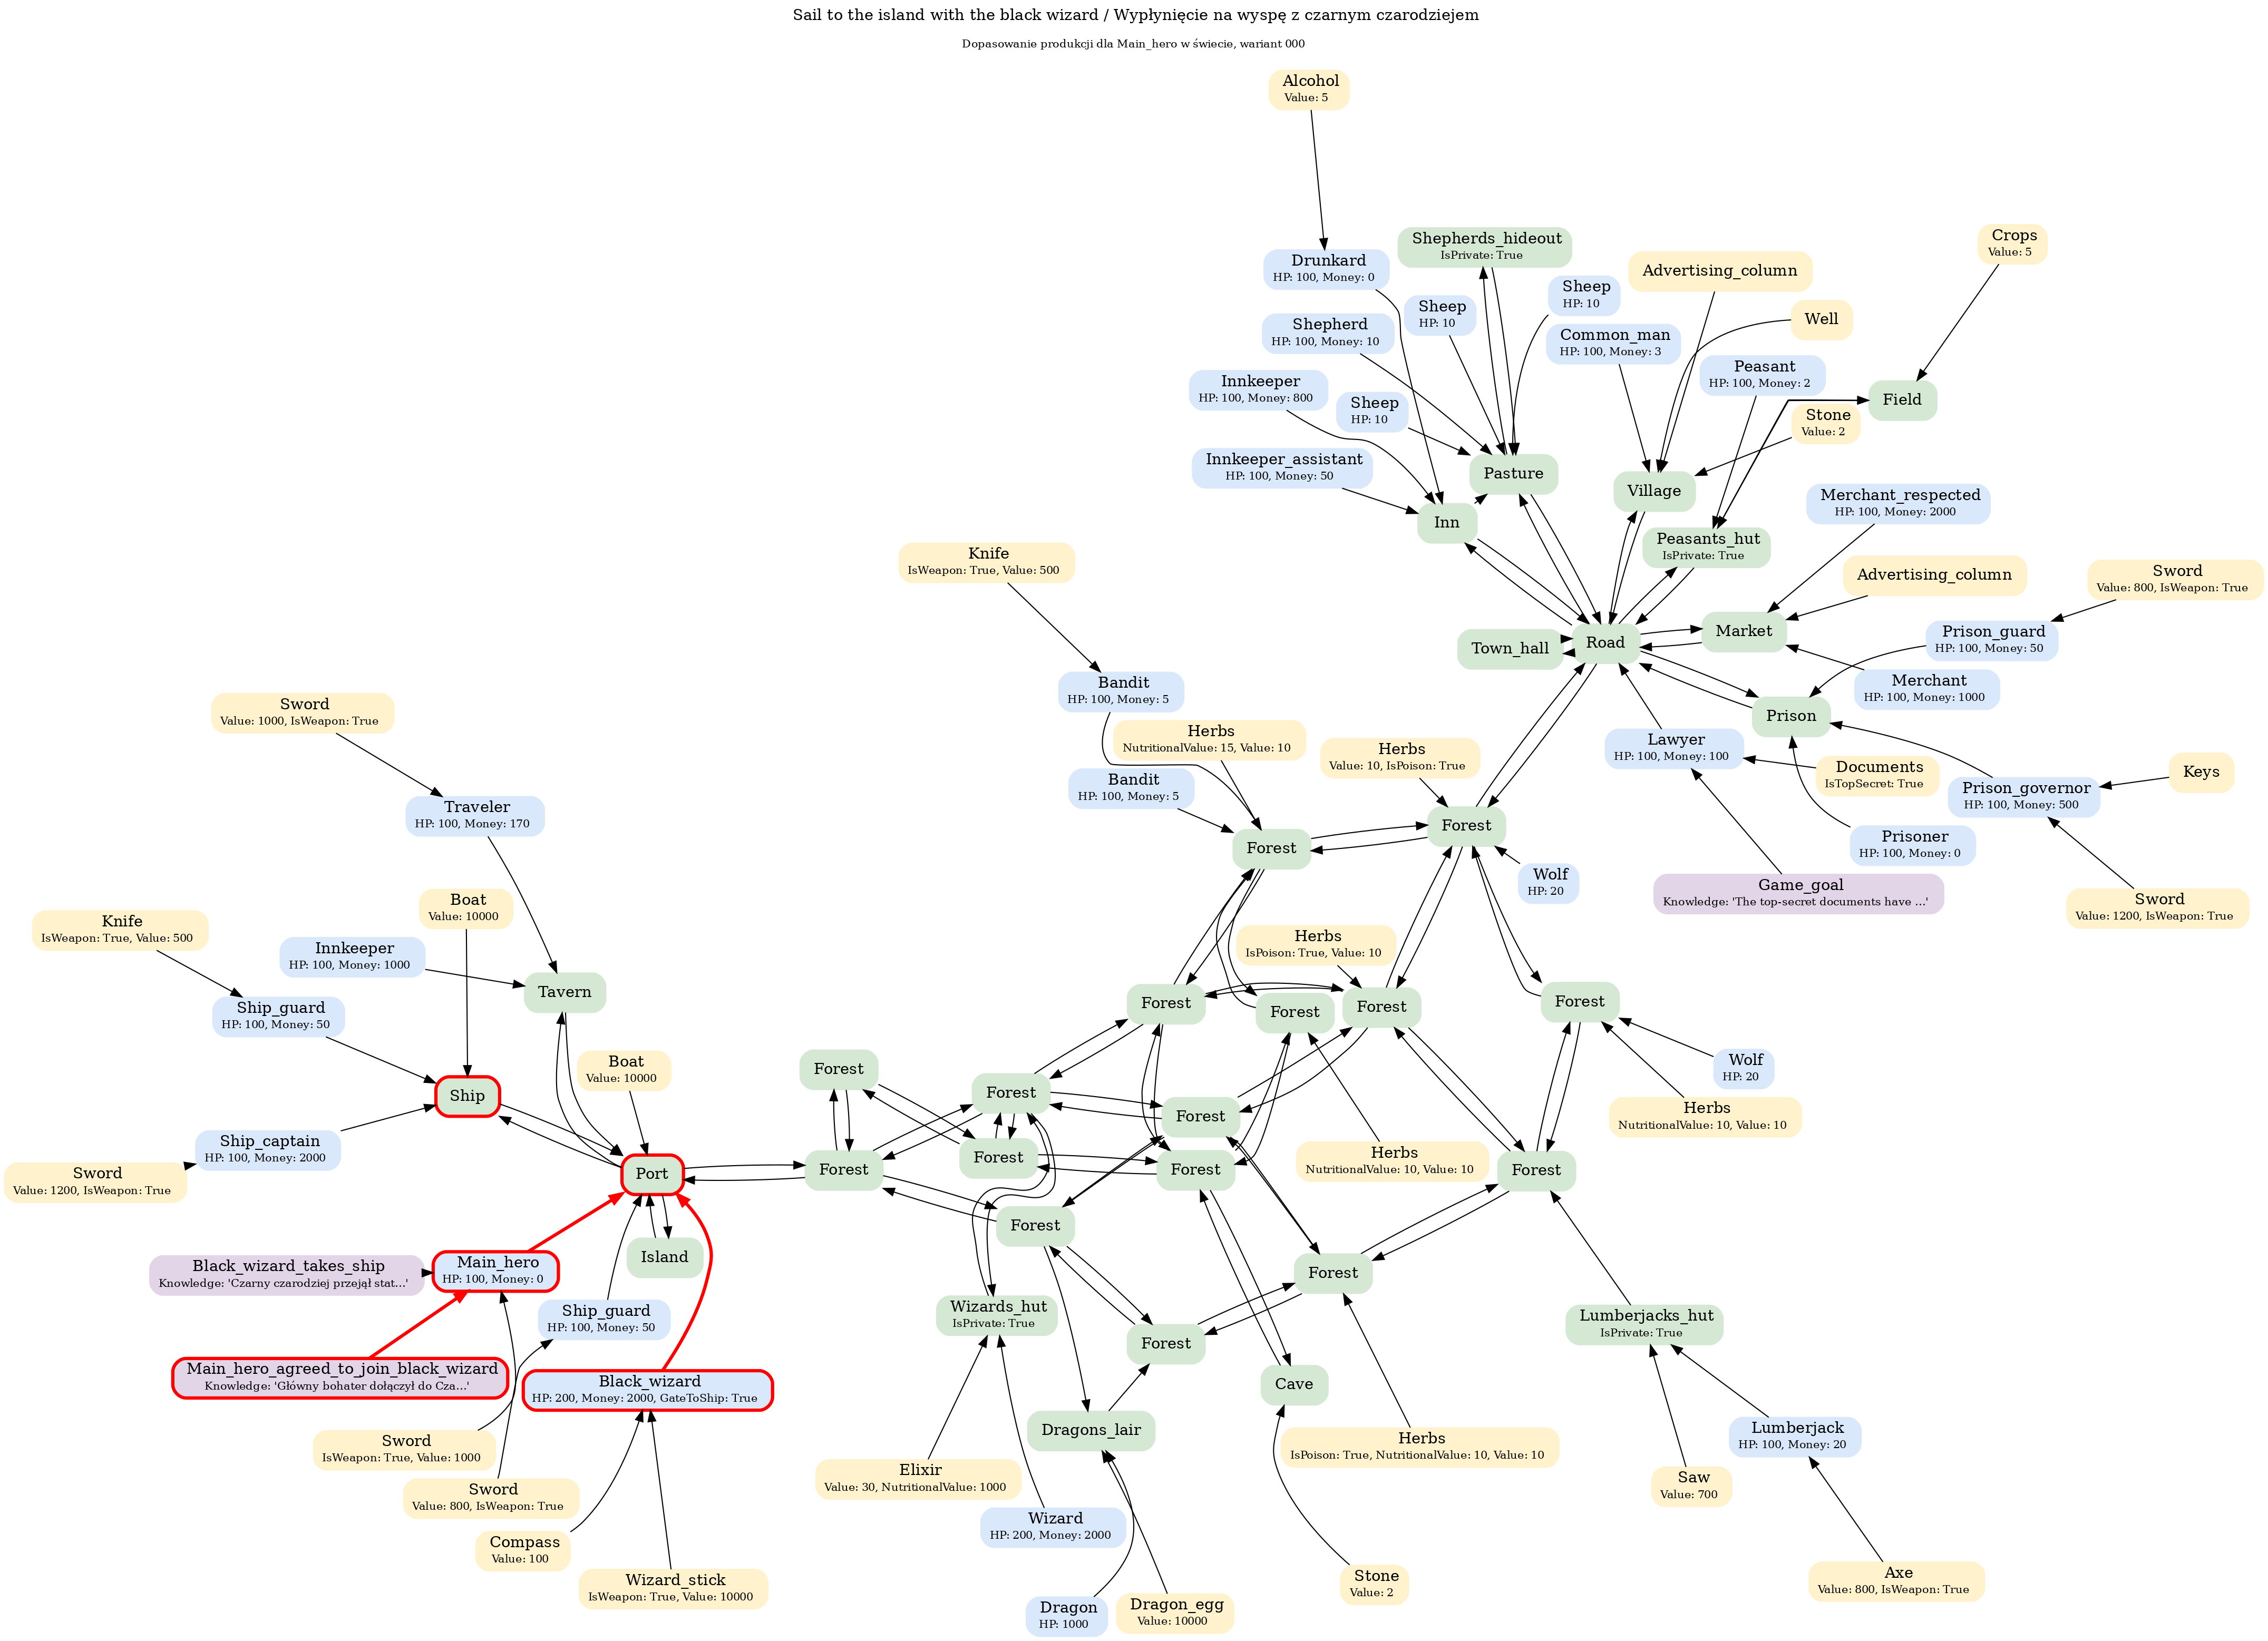 Sail to the island with the black wizard / Wypłynięcie na wyspę z czarnym czarodziejem
Dopasowanie produkcji dla Main_hero w świecie, wariant 000
Alcohol
Value: 5
Drunkard
HP: 100, Money: 0
Shepherds_hideout
IsPrivate: True
Sheep
HP: 10
Advertising_column
Crops
Value: 5
Shepherd
HP: 100, Money: 10
Sheep
HP: 10
Common_man
HP: 100, Money: 3
Well
Innkeeper
HP: 100, Money: 800
Sheep
HP: 10
Peasant
HP: 100, Money: 2
Field
Stone
Value: 2
Innkeeper_assistant
HP: 100, Money: 50
Pasture
Village
Merchant_respected
HP: 100, Money: 2000
Inn
Peasants_hut
IsPrivate: True
Knife
IsWeapon: True, Value: 500
Advertising_column
Sword
Value: 800, IsWeapon: True
Town_hall
Road
Market
Prison_guard
HP: 100, Money: 50
Bandit
HP: 100, Money: 5
Merchant
HP: 100, Money: 1000
Sword
Value: 1000, IsWeapon: True
Prison
Herbs
NutritionalValue: 15, Value: 10
Herbs
Value: 10, IsPoison: True
Lawyer
HP: 100, Money: 100
Documents
IsTopSecret: True
Keys
Bandit
HP: 100, Money: 5
Prison_governor
HP: 100, Money: 500
Traveler
HP: 100, Money: 170
Forest
Forest
Prisoner
HP: 100, Money: 0
Wolf
HP: 20
Game_goal
Knowledge: 'The top-secret documents have ...'
Sword
Value: 1200, IsWeapon: True
Boat
Value: 10000
Knife
IsWeapon: True, Value: 500
Innkeeper
HP: 100, Money: 1000
Herbs
IsPoison: True, Value: 10
Tavern
Ship_guard
HP: 100, Money: 50
Forest
Forest
Forest
Forest
Boat
Value: 10000
Forest
Wolf
HP: 20
Ship
Forest
Forest
Herbs
NutritionalValue: 10, Value: 10
Ship_captain
HP: 100, Money: 2000
Forest
Herbs
NutritionalValue: 10, Value: 10
Sword
Value: 1200, IsWeapon: True
Port
Forest
Forest
Forest
Forest
Island
Black_wizard_takes_ship
Knowledge: 'Czarny czarodziej przejął stat...'
Main_hero
HP: 100, Money: 0
Forest
Ship_guard
HP: 100, Money: 50
Wizards_hut
IsPrivate: True
Forest
Lumberjacks_hut
IsPrivate: True
Main_hero_agreed_to_join_black_wizard
Knowledge: 'Główny bohater dołączył do Cza...'
Black_wizard
HP: 200, Money: 2000, GateToShip: True
Cave
Dragons_lair
Sword
IsWeapon: True, Value: 1000
Herbs
IsPoison: True, NutritionalValue: 10, Value: 10
Lumberjack
HP: 100, Money: 20
Elixir
Value: 30, NutritionalValue: 1000
Saw
Value: 700
Sword
Value: 800, IsWeapon: True
Wizard
HP: 200, Money: 2000
Compass
Value: 100
Wizard_stick
IsWeapon: True, Value: 10000
Stone
Value: 2
Axe
Value: 800, IsWeapon: True
Dragon
HP: 1000
Dragon_egg
Value: 10000